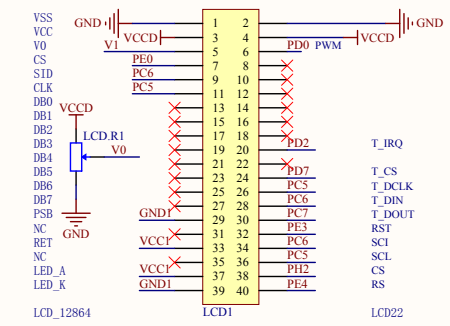 VSS GND 1 2 GND
VCC VCCD 3 4 VCCD
V0 V1 5 6 PD0 PWM
CS PE0 7 8
SID PC6 9 10
CLK PC5 11 12
DB0 13 14
DB1 VCCD 15 16
DB2 LCD.R1 17 18
DB3 19 20 PD2 T_IRQ
DB4 V0 21 22
DB5 23 24 PD7 T_CS
DB6 25 26 PC5 T_DCLK
DB7 27 28 PC6 T_DIN
PSB GND GND1 29 30 PC7 T_DOUT
NC 31 32 PE3 RST
RET VCC1 33 34 PC6 SCI
NC 35 36 PC5 SCL
LED_A VCC1 37 38 PH2 CS
LED_K GND1 39 40 PE4 RS
LCD_12864 LCD1 LCD22